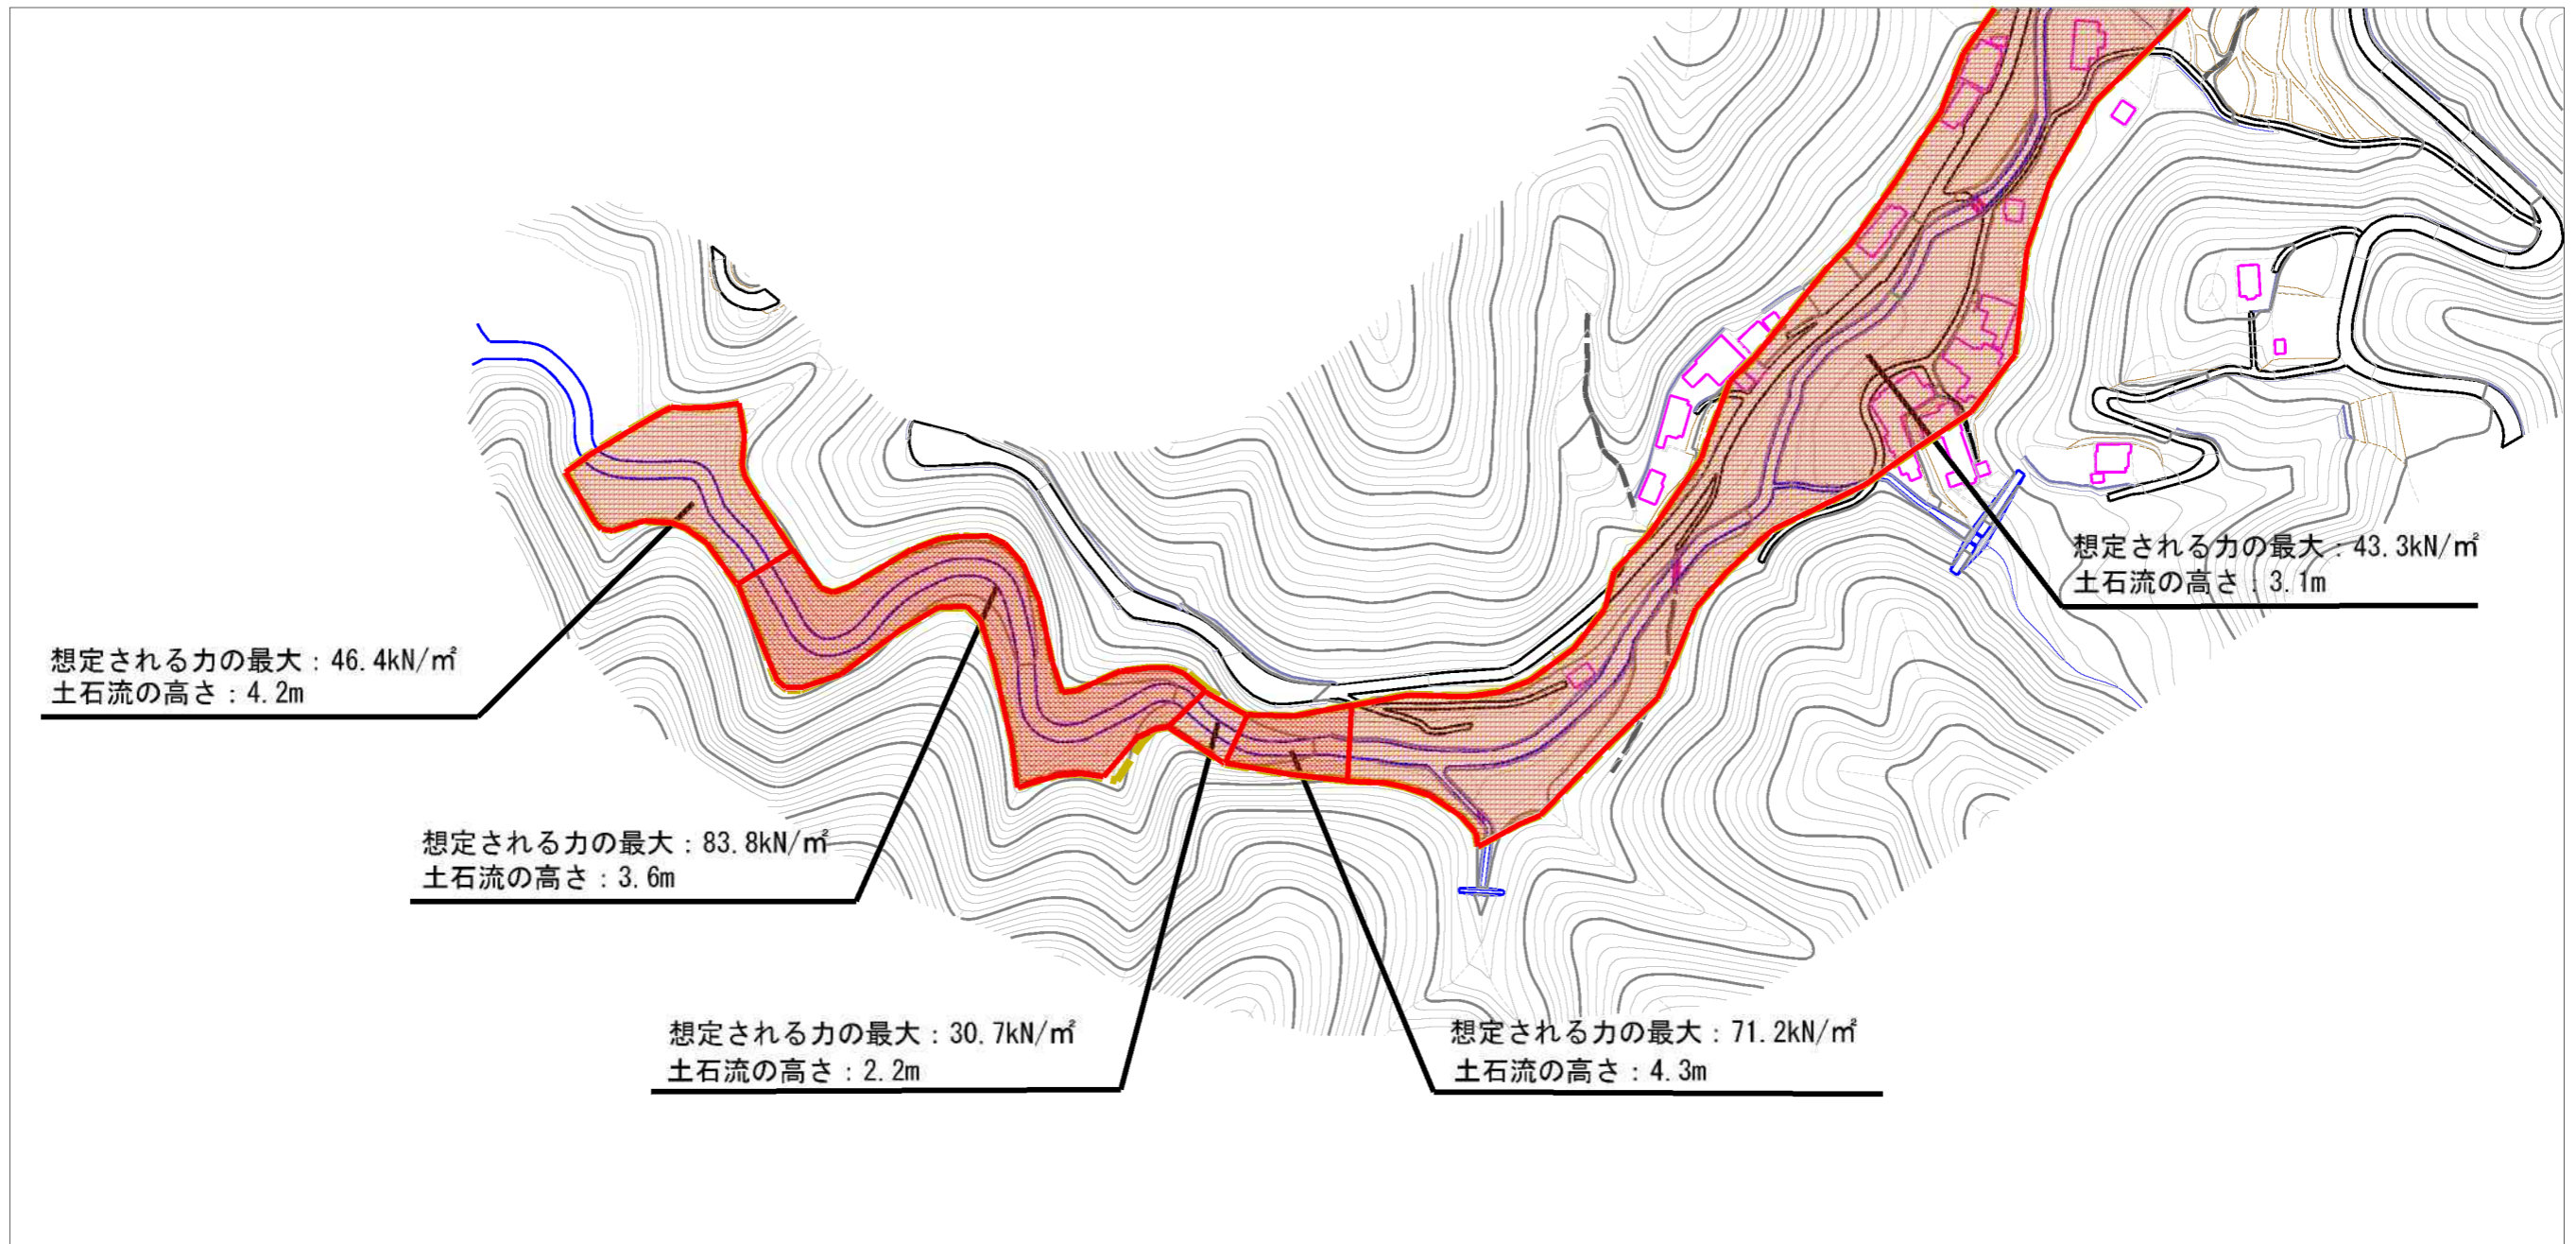 想定される力の最大：43.3kN/㎡
土石流の高さ：3.1m
想定される力の最大：46.4kN/㎡
土石流の高さ：4.2m
想定される力の最大：83.8kN/㎡
土石流の高さ：3.6m
想定される力の最大：30.7kN/㎡
土石流の高さ：2.2m
想定される力の最大：71.2kN/㎡
土石流の高さ：4.3m